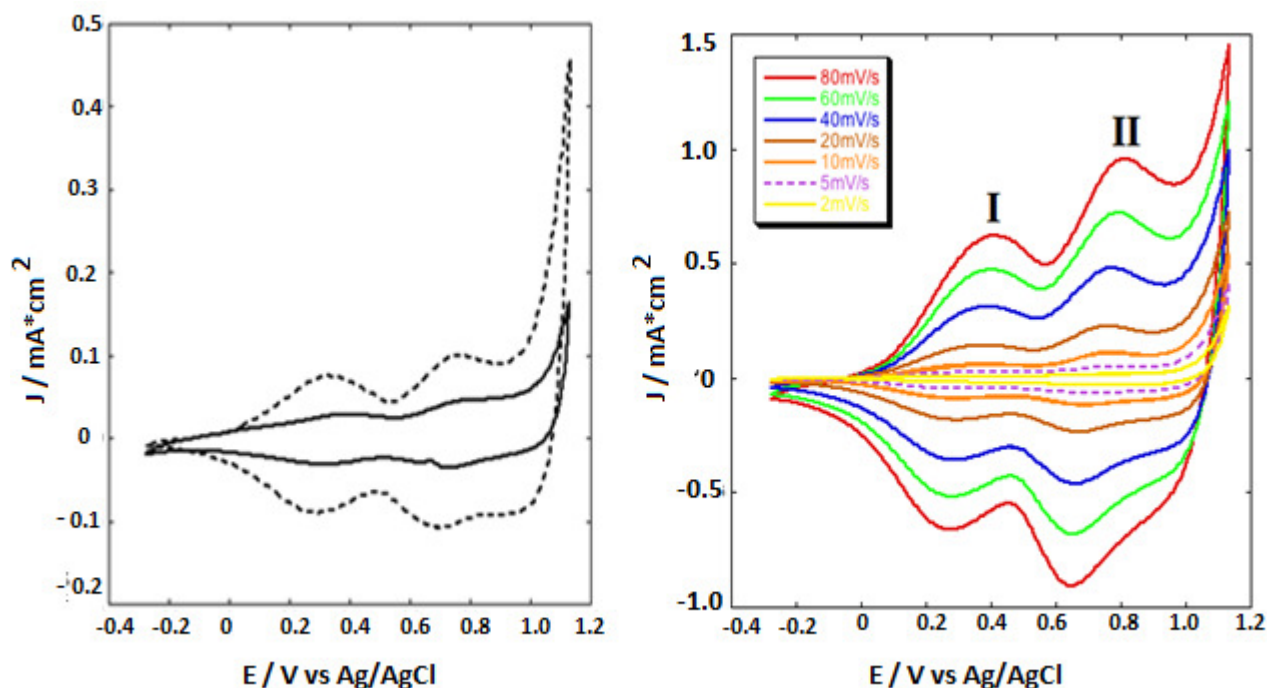 0.5
0.4
0.3
0.2
0.1
0
-0.1
-0.2
J / mA*cm²
-0.4 -0.2 0 0.2 0.4 0.6 0.8 1.0 1.2
E / V vs Ag/AgCl
1.5
1.0
0.5
0
-0.5
-1.0
J / mA*cm²
80mV/s
60mV/s
40mV/s
20mV/s
10mV/s
5mV/s
2mV/s
I
II
-0.4 -0.2 0 0.2 0.4 0.6 0.8 1.0 1.2
E / V vs Ag/AgCl